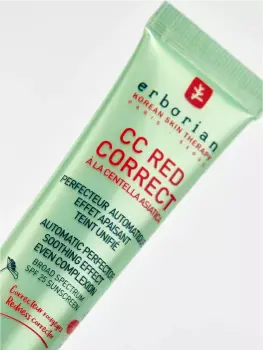 erborian
KOREAN SKIN THERAPY
CC RED
CORRECT
À LA CENTELLA ASIATICA
PERFECTEUR AUTOMATIQUE
EFFET APAISANT
TEINT UNIFIÉ
AUTOMATIC PERFECTOR
SOOTHING EFFECT
EVEN COMPLEXION
BROAD SPECTRUM
SPF 25 SUNSCREEN
Correcteur rougeurs
Redness corrector